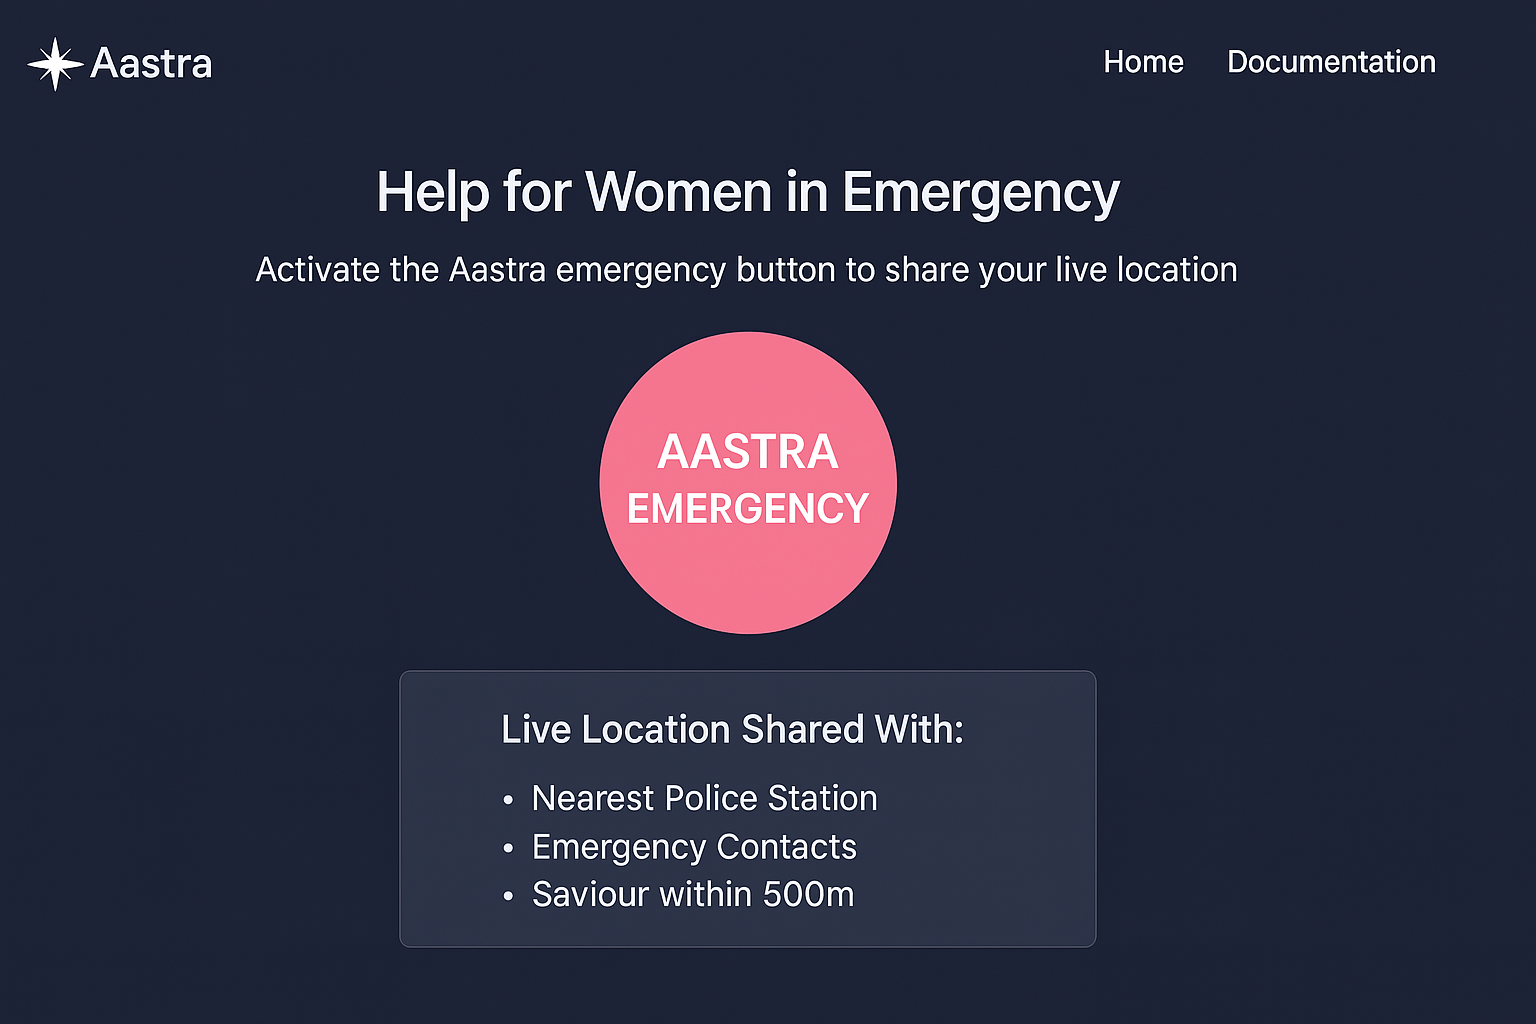 Aastra
Home Documentation
Help for Women in Emergency
Activate the Aastra emergency button to share your live location
AASTRA
EMERGENCY
Live Location Shared With:
• Nearest Police Station
• Emergency Contacts
• Saviour within 500m